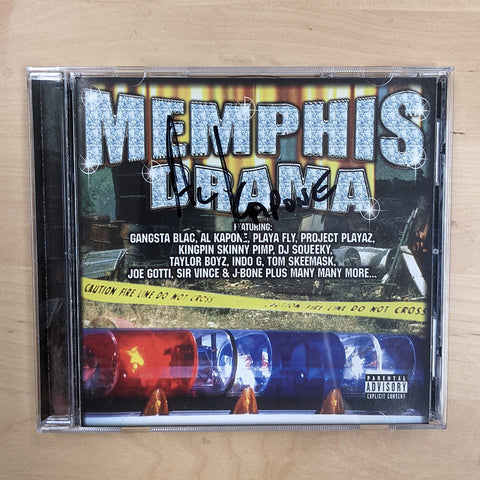 MEMPHIS
DRAMA
Al Kapone
FEATURING:
GANGSTA BLAC, AL KAPONE, PLAYA FLY, PROJECT PLAYAZ,
KINGPIN SKINNY PIMP, DJ SQUEEKY,
TAYLOR BOYZ, INDO G, TOM SKEEMASK,
JOE GOTTI, SIR VINCE & J-BONE PLUS MANY MANY MORE...
CAUTION FIRE LINE DO NOT CROSS
CAUTION FIRE LINE DO NOT CROSS
PARENTAL
ADVISORY
EXPLICIT CONTENT